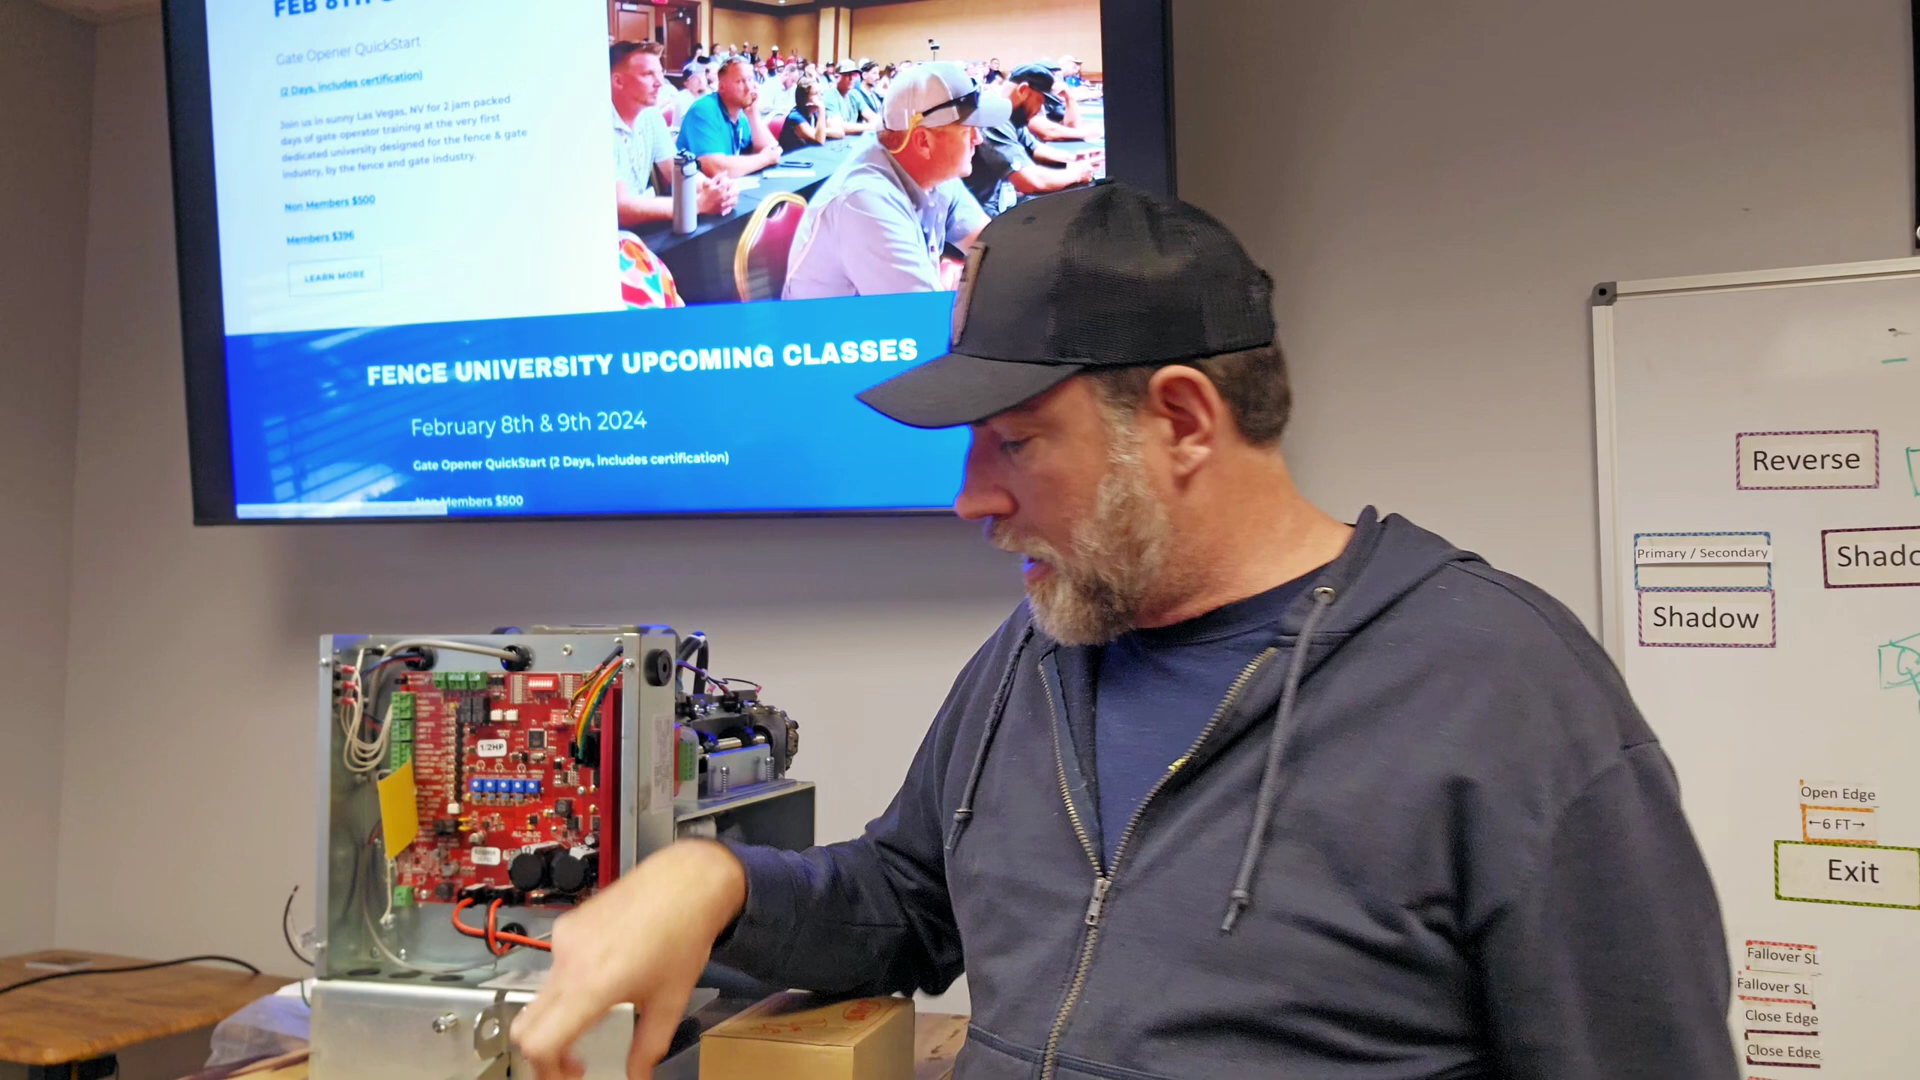 FEB 8TH
Gate Opener QuickStart
(2 Days, includes certification)
Join us in sunny Las Vegas, NV for 2 jam packed
days of gate operator training at the very first
dedicated university designed for the fence & gate
industry, by the fence and gate industry.
Non Members $500
Members $396
LEARN MORE
FENCE UNIVERSITY UPCOMING CLASSES
February 8th & 9th 2024
Gate Opener QuickStart (2 Days, includes certification)
Non Members $500
1/2HP
Reverse
Primary / Secondary
Shadow
Shado
Open Edge
←6 FT→
Exit
Fallover SL
Fallover SL
Close Edge
Close Edge